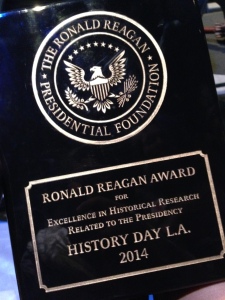 THE RONALD REAGAN
PRESIDENTIAL FOUNDATION
RONALD REAGAN AWARD
FOR
EXCELLENCE IN HISTORICAL RESEARCH
RELATED TO THE PRESIDENCY
HISTORY DAY L.A.
2014